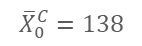 X̄₀ᶜ = 138